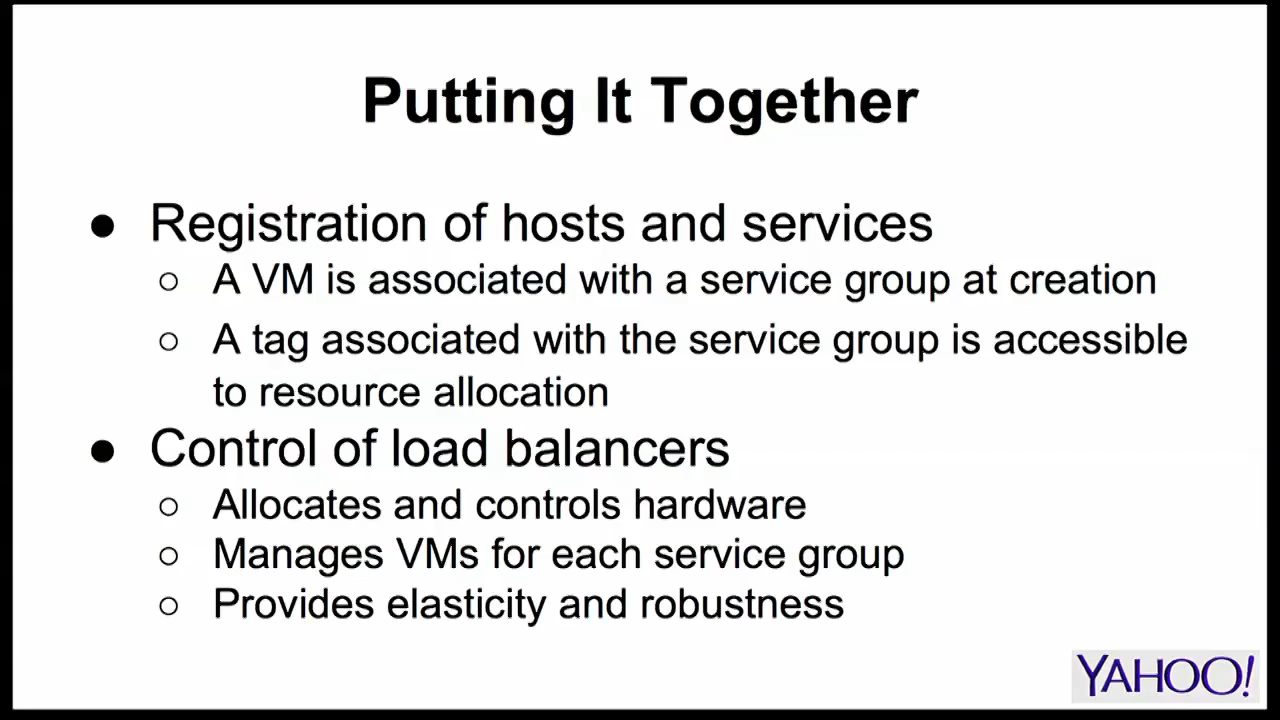 Putting It Together
● Registration of hosts and services
○ A VM is associated with a service group at creation
○ A tag associated with the service group is accessible
to resource allocation
● Control of load balancers
○ Allocates and controls hardware
○ Manages VMs for each service group
○ Provides elasticity and robustness
YAHOO!